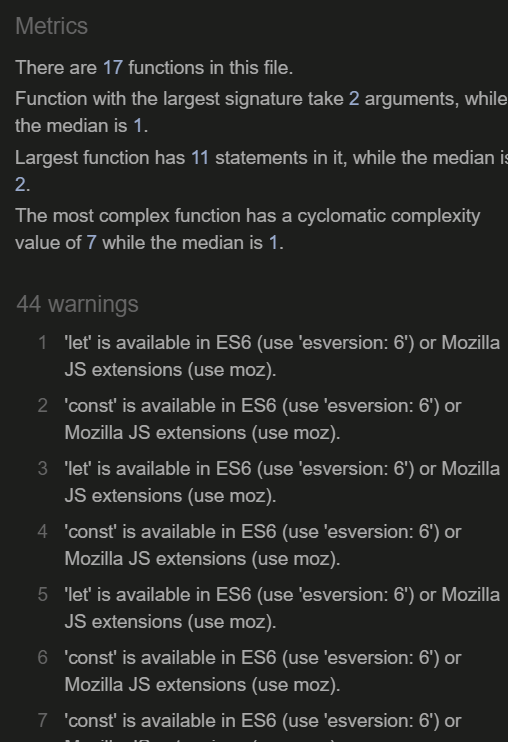 Metrics
There are 17 functions in this file.
Function with the largest signature take 2 arguments, while
the median is 1.
Largest function has 11 statements in it, while the median is
2.
The most complex function has a cyclomatic complexity
value of 7 while the median is 1.
44 warnings
1 'let' is available in ES6 (use 'esversion: 6') or Mozilla
JS extensions (use moz).
2 'const' is available in ES6 (use 'esversion: 6') or
Mozilla JS extensions (use moz).
3 'let' is available in ES6 (use 'esversion: 6') or Mozilla
JS extensions (use moz).
4 'const' is available in ES6 (use 'esversion: 6') or
Mozilla JS extensions (use moz).
5 'let' is available in ES6 (use 'esversion: 6') or Mozilla
JS extensions (use moz).
6 'const' is available in ES6 (use 'esversion: 6') or
Mozilla JS extensions (use moz).
7 'const' is available in ES6 (use 'esversion: 6') or